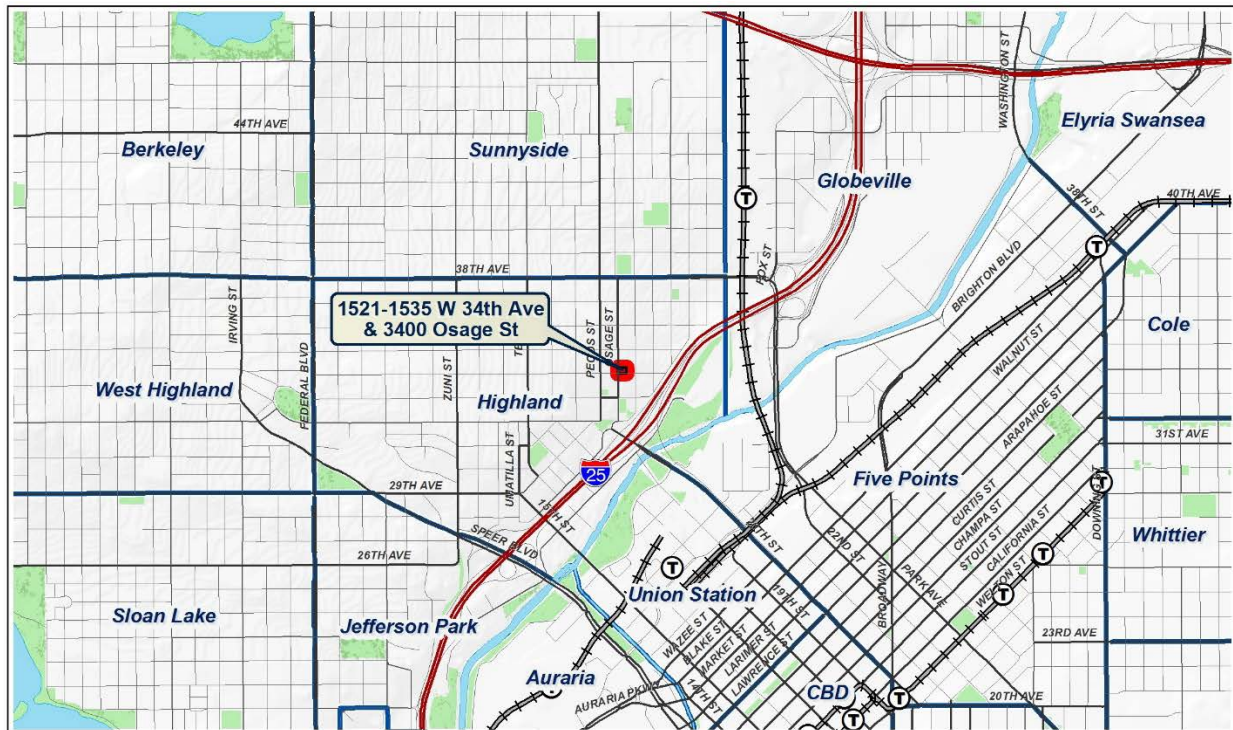 WASHINGTON ST
Elyria Swansea
44TH AVE
Berkeley
Sunnyside
Globeville
38TH ST
40TH AVE
38TH AVE
FOX ST
BRIGHTON BLVD
1521-1535 W 34th Ave
& 3400 Osage St
IRVING ST
PECOS ST
SAGE ST
TE
WALNUT ST
Cole
West Highland
FEDERAL BLVD
ZUNI ST
Highland
ARAPAHOE ST
31ST AVE
UMATILLA ST
25
29TH AVE
15TH ST
Five Points
CURTIS ST
CHAMPA ST
STOUT ST
CALIFORNIA ST
WELTON ST
DOWNING ST
Whittier
SPEER BLVD
26TH AVE
22ND ST
PARK AVE
BROADWAY
19TH ST
T
T
T
T
T
T
T
T
Union Station
Sloan Lake
Jefferson Park
WAZEE ST
BLAKE ST
MARKET ST
LARIMER ST
LAWRENCE ST
23RD AVE
Auraria
AURARIA PKWY
14TH ST
CBD
20TH AVE